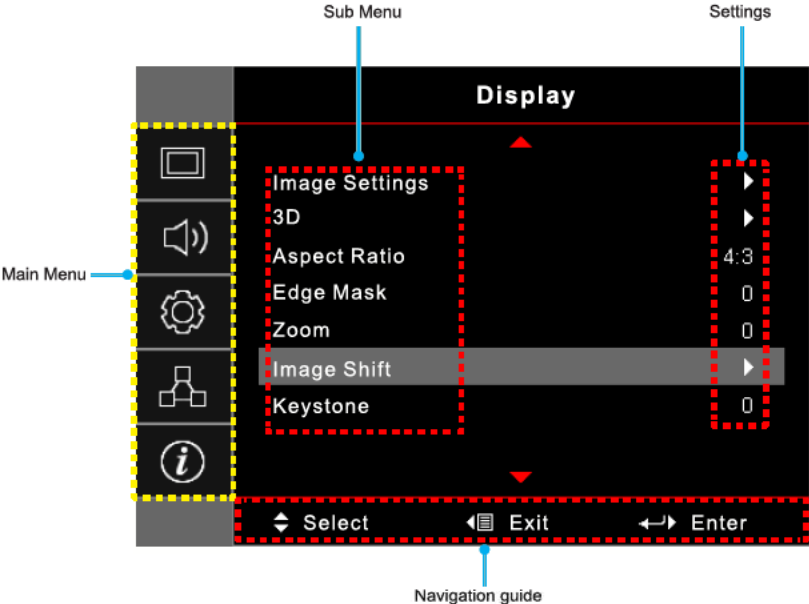 Sub Menu
Settings
Display
Image Settings
3D
Aspect Ratio 4:3
Main Menu
Edge Mask 0
Zoom 0
Image Shift
Keystone 0
i
Select Exit Enter
Navigation guide